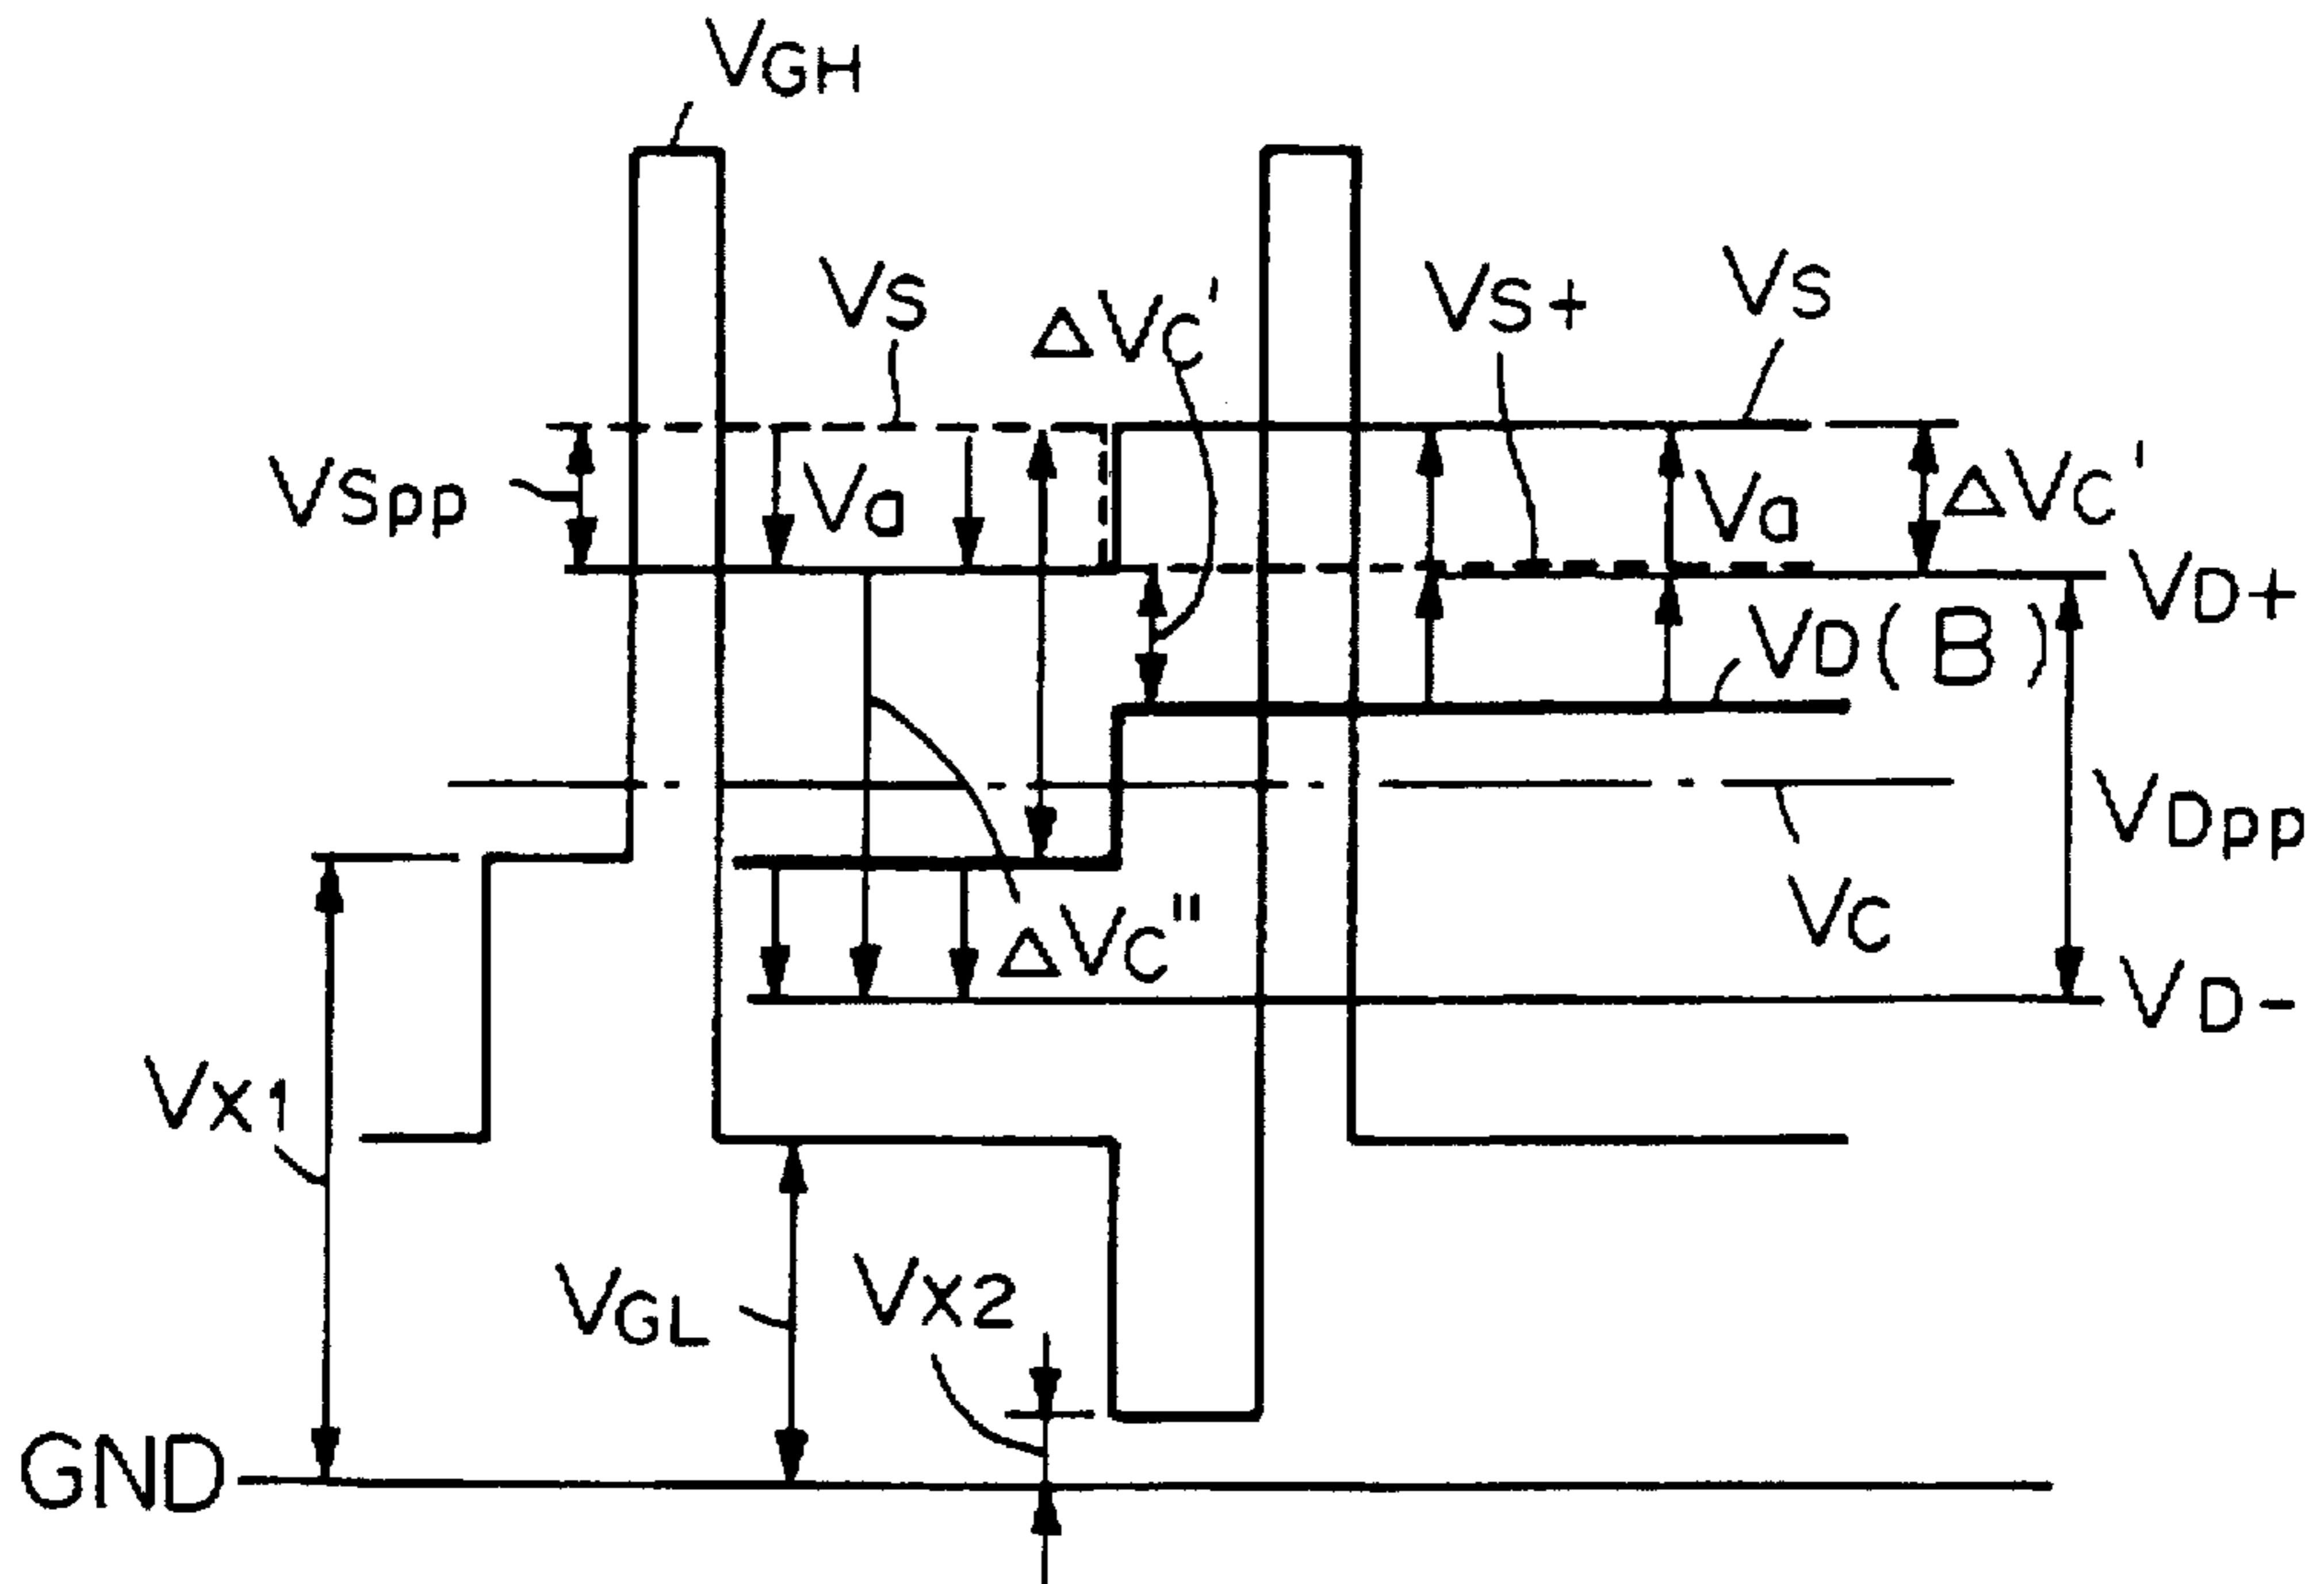 VGH
VS
ΔVC'
VS+
VS
VSpp
Va
Va
ΔVC'
VD+
VD(B)
VDpp
VC
ΔVC"
VD-
VX1
VGL
VX2
GND